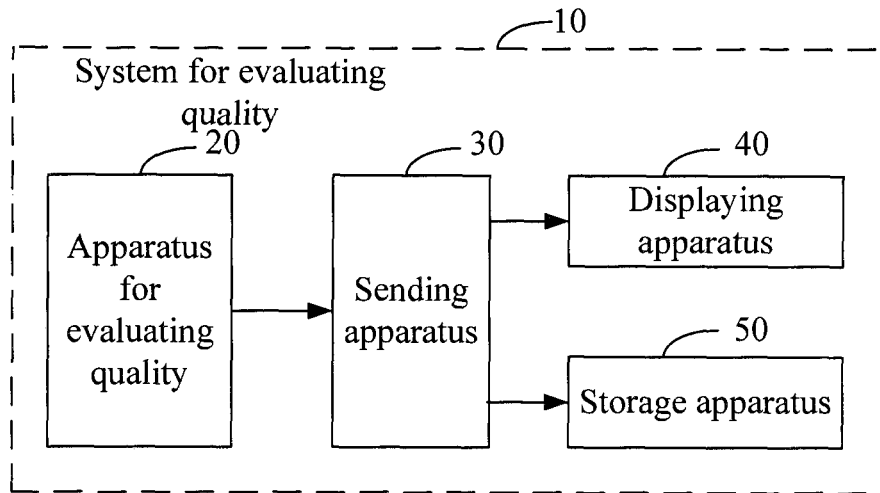 10
System for evaluating
quality
20
30
40
Apparatus
for
evaluating
quality
Sending
apparatus
Displaying
apparatus
50
Storage apparatus